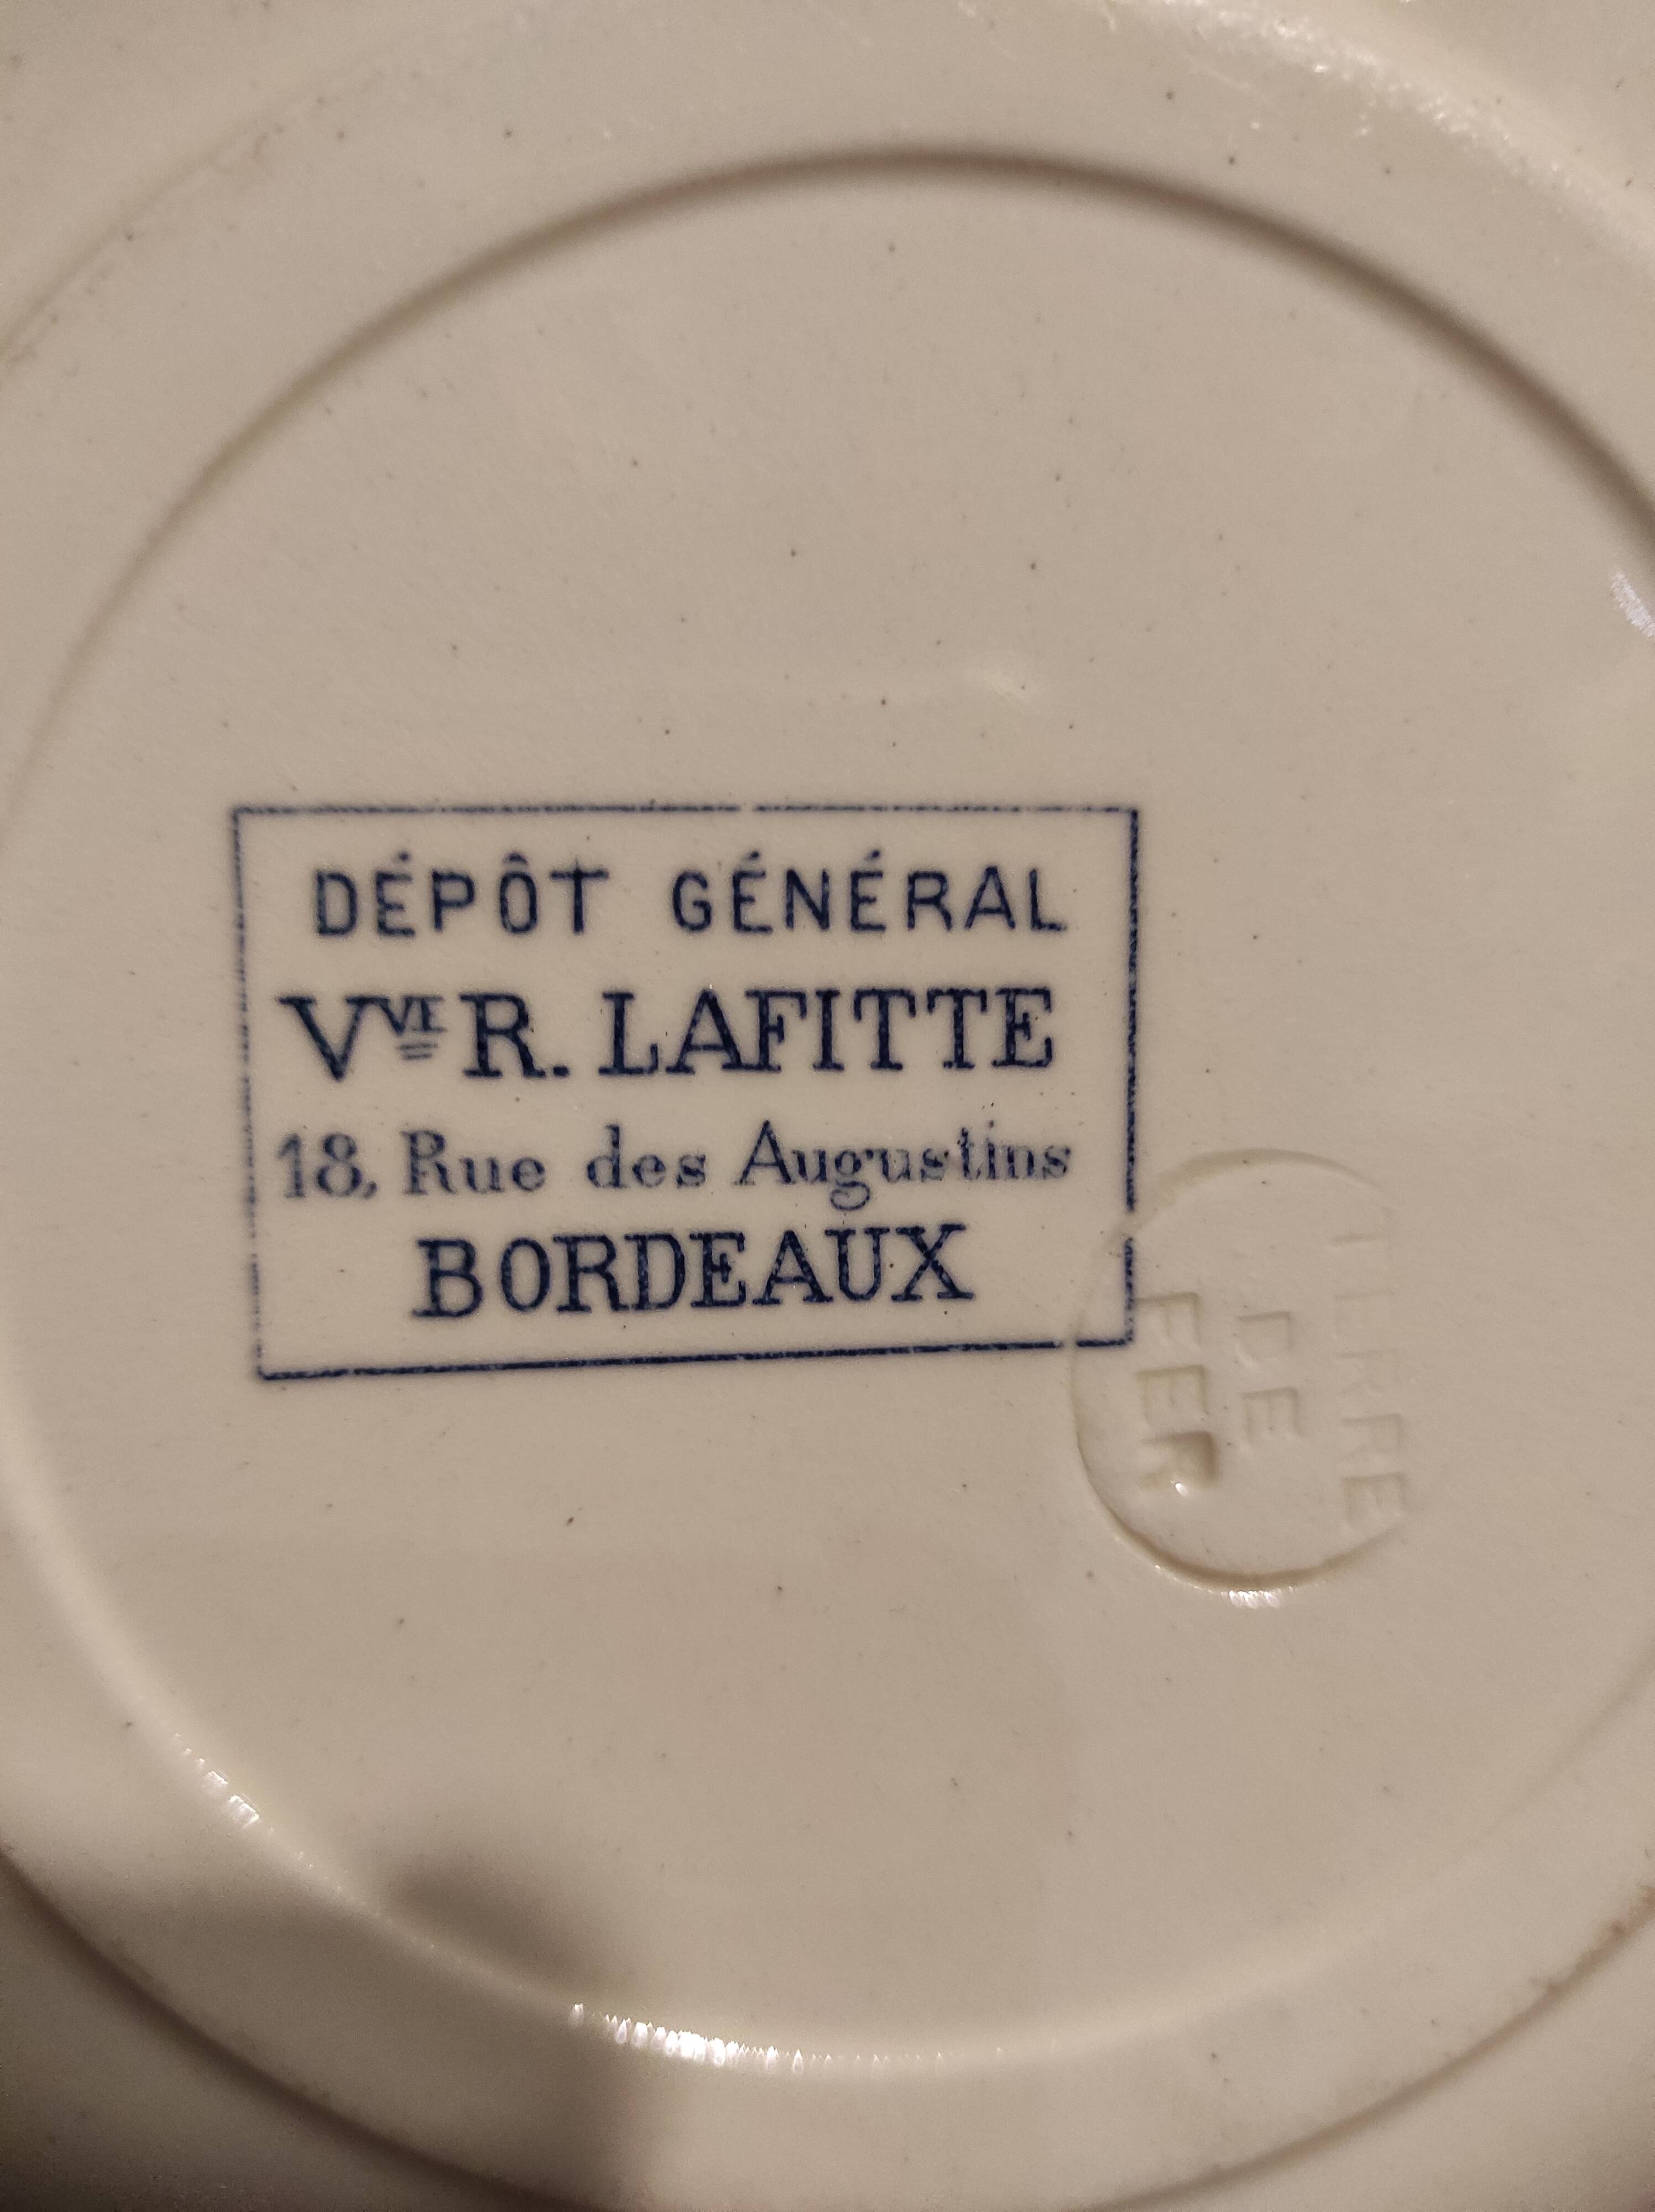 DÉPÔT GÉNÉRAL
VVE R. LAFITTE
18, Rue des Augustins
BORDEAUX
TERRE
DE
FER